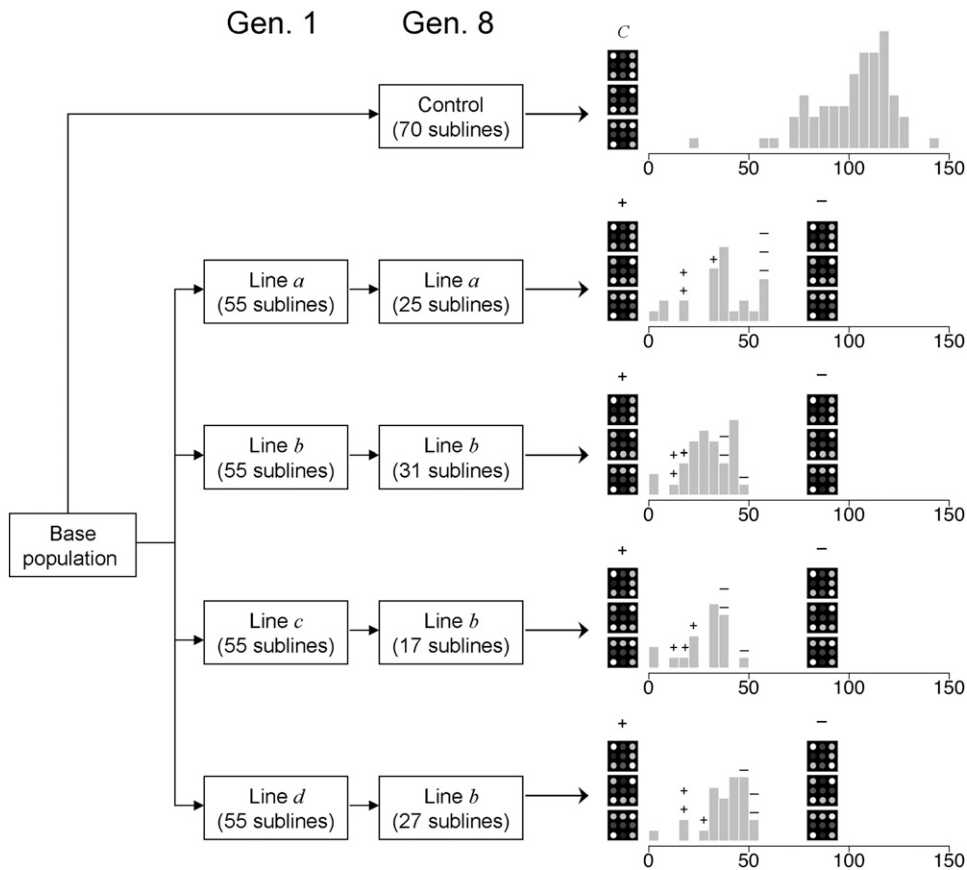 Gen. 1 Gen. 8
C
Control
(70 sublines)
0 50 100 150
+ −
Line a
(55 sublines)
Line a
(25 sublines)
+
+
+
−
−
−
0 50 100 150
+ −
Line b
(55 sublines)
Line b
(31 sublines)
+
+
+
−
−
−
0 50 100 150
Base
population
+ −
Line c
(55 sublines)
Line b
(17 sublines)
+ + +
−
−
−
0 50 100 150
+ −
Line d
(55 sublines)
Line b
(27 sublines)
+
+
+
−
−
−
0 50 100 150